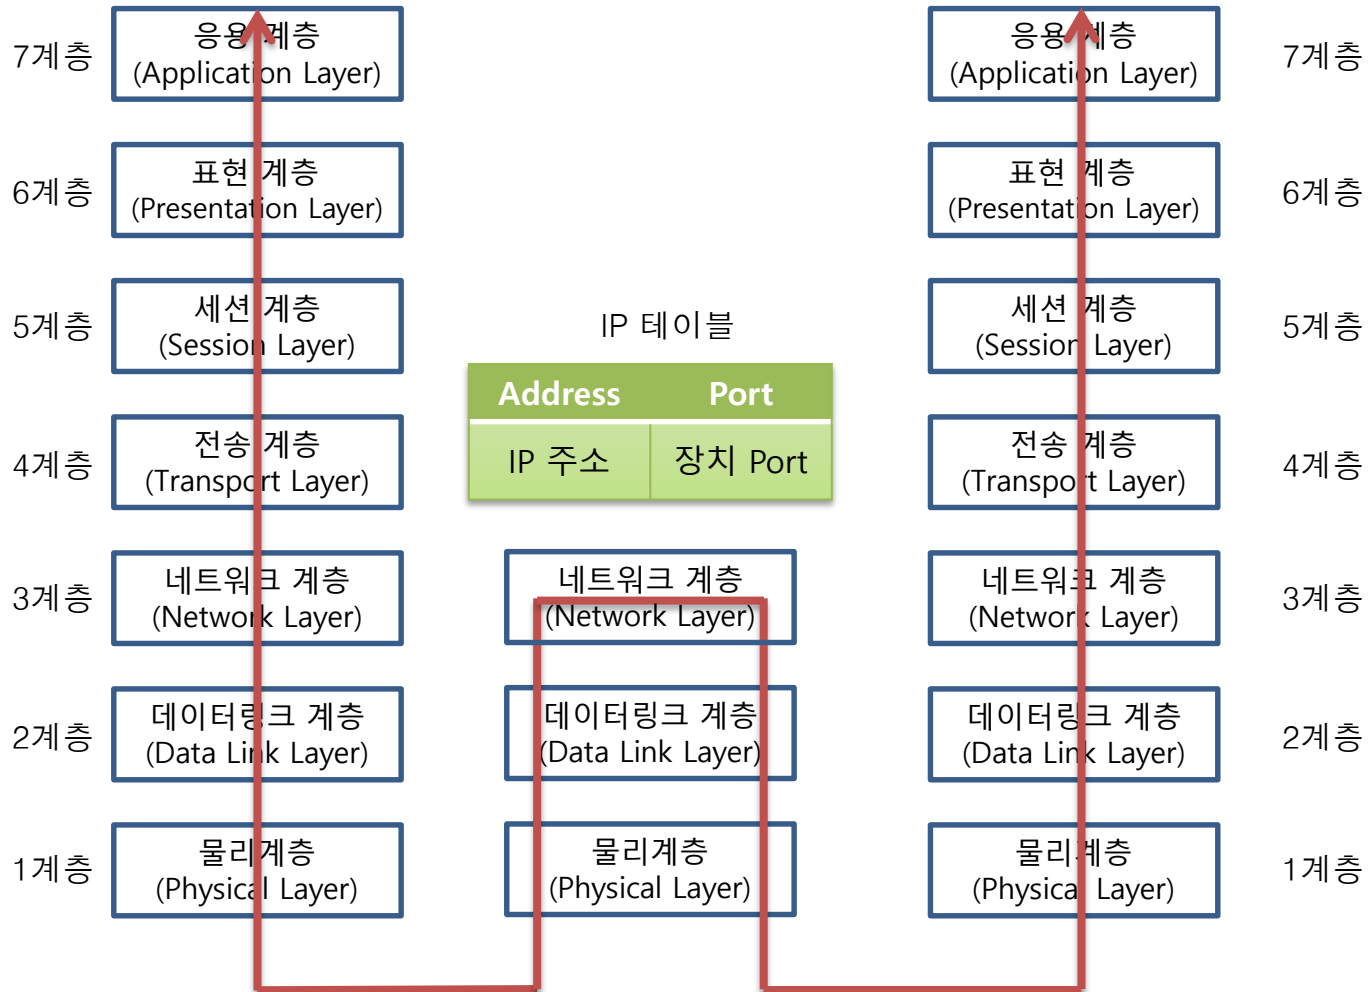 7계층
응용 계층
(Application Layer)
응용 계층
(Application Layer)
7계층
6계층
표현 계층
(Presentation Layer)
표현 계층
(Presentation Layer)
6계층
5계층
세션 계층
(Session Layer)
IP 테이블
세션 계층
(Session Layer)
5계층
Address Port
IP 주소 장치 Port
4계층
전송 계층
(Transport Layer)
전송 계층
(Transport Layer)
4계층
3계층
네트워크 계층
(Network Layer)
네트워크 계층
(Network Layer)
네트워크 계층
(Network Layer)
3계층
2계층
데이터링크 계층
(Data Link Layer)
데이터링크 계층
(Data Link Layer)
데이터링크 계층
(Data Link Layer)
2계층
1계층
물리계층
(Physical Layer)
물리계층
(Physical Layer)
물리계층
(Physical Layer)
1계층